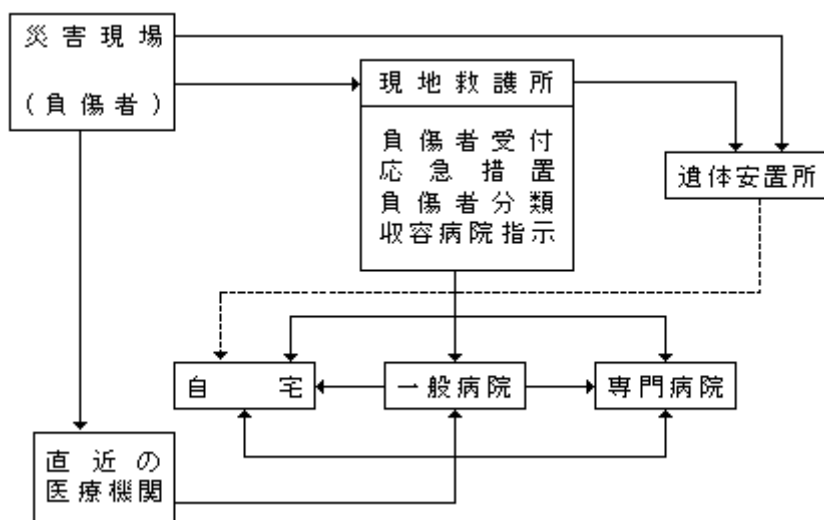 災害現場
(負傷者)
現地救護所
負傷者受付
応急措置
負傷者分類
収容病院指示
遺体安置所
自宅
一般病院
専門病院
直近の
医療機関